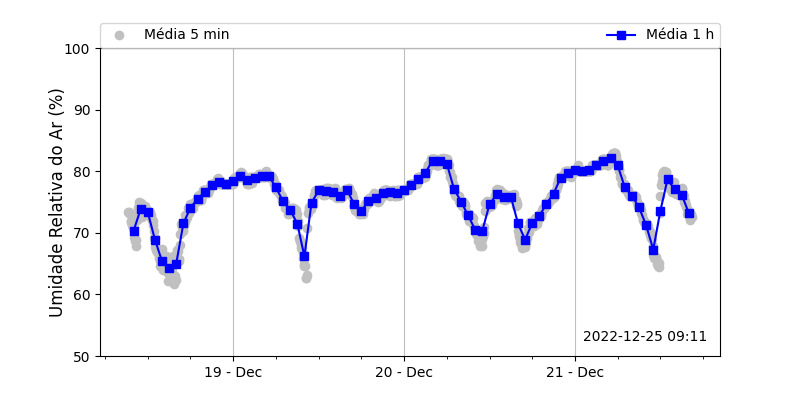 Média 5 min
Média 1 h
Umidade Relativa do Ar (%)
100
90
80
70
60
50
2022-12-25 09:11
19 - Dec
20 - Dec
21 - Dec